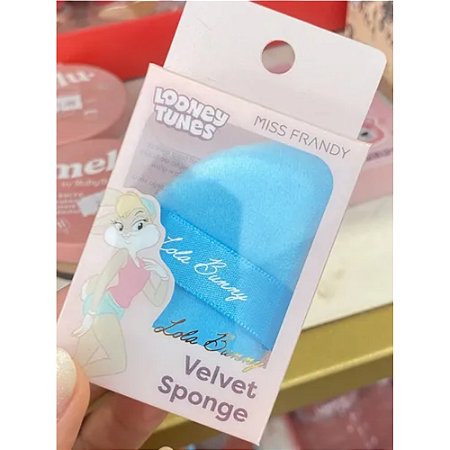 LOONEY
TUNES
MISS FRANDY
Lola Bunny
Lola Bunny
Velvet
Sponge